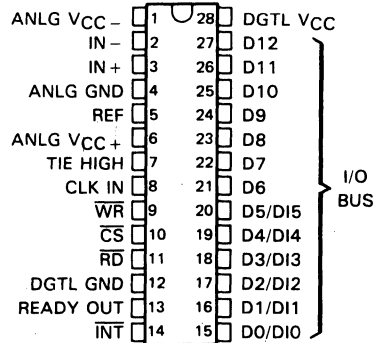 ANLG VCC- 1 28 DGTL VCC
IN- 2 27 D12
IN+ 3 26 D11
ANLG GND 4 25 D10
REF 5 24 D9
ANLG VCC+ 6 23 D8
TIE HIGH 7 22 D7
CLK IN 8 21 D6
WR 9 20 D5/DI5
CS 10 19 D4/DI4
RD 11 18 D3/DI3
DGTL GND 12 17 D2/DI2
READY OUT 13 16 D1/DI1
INT 14 15 D0/DI0
I/O
BUS